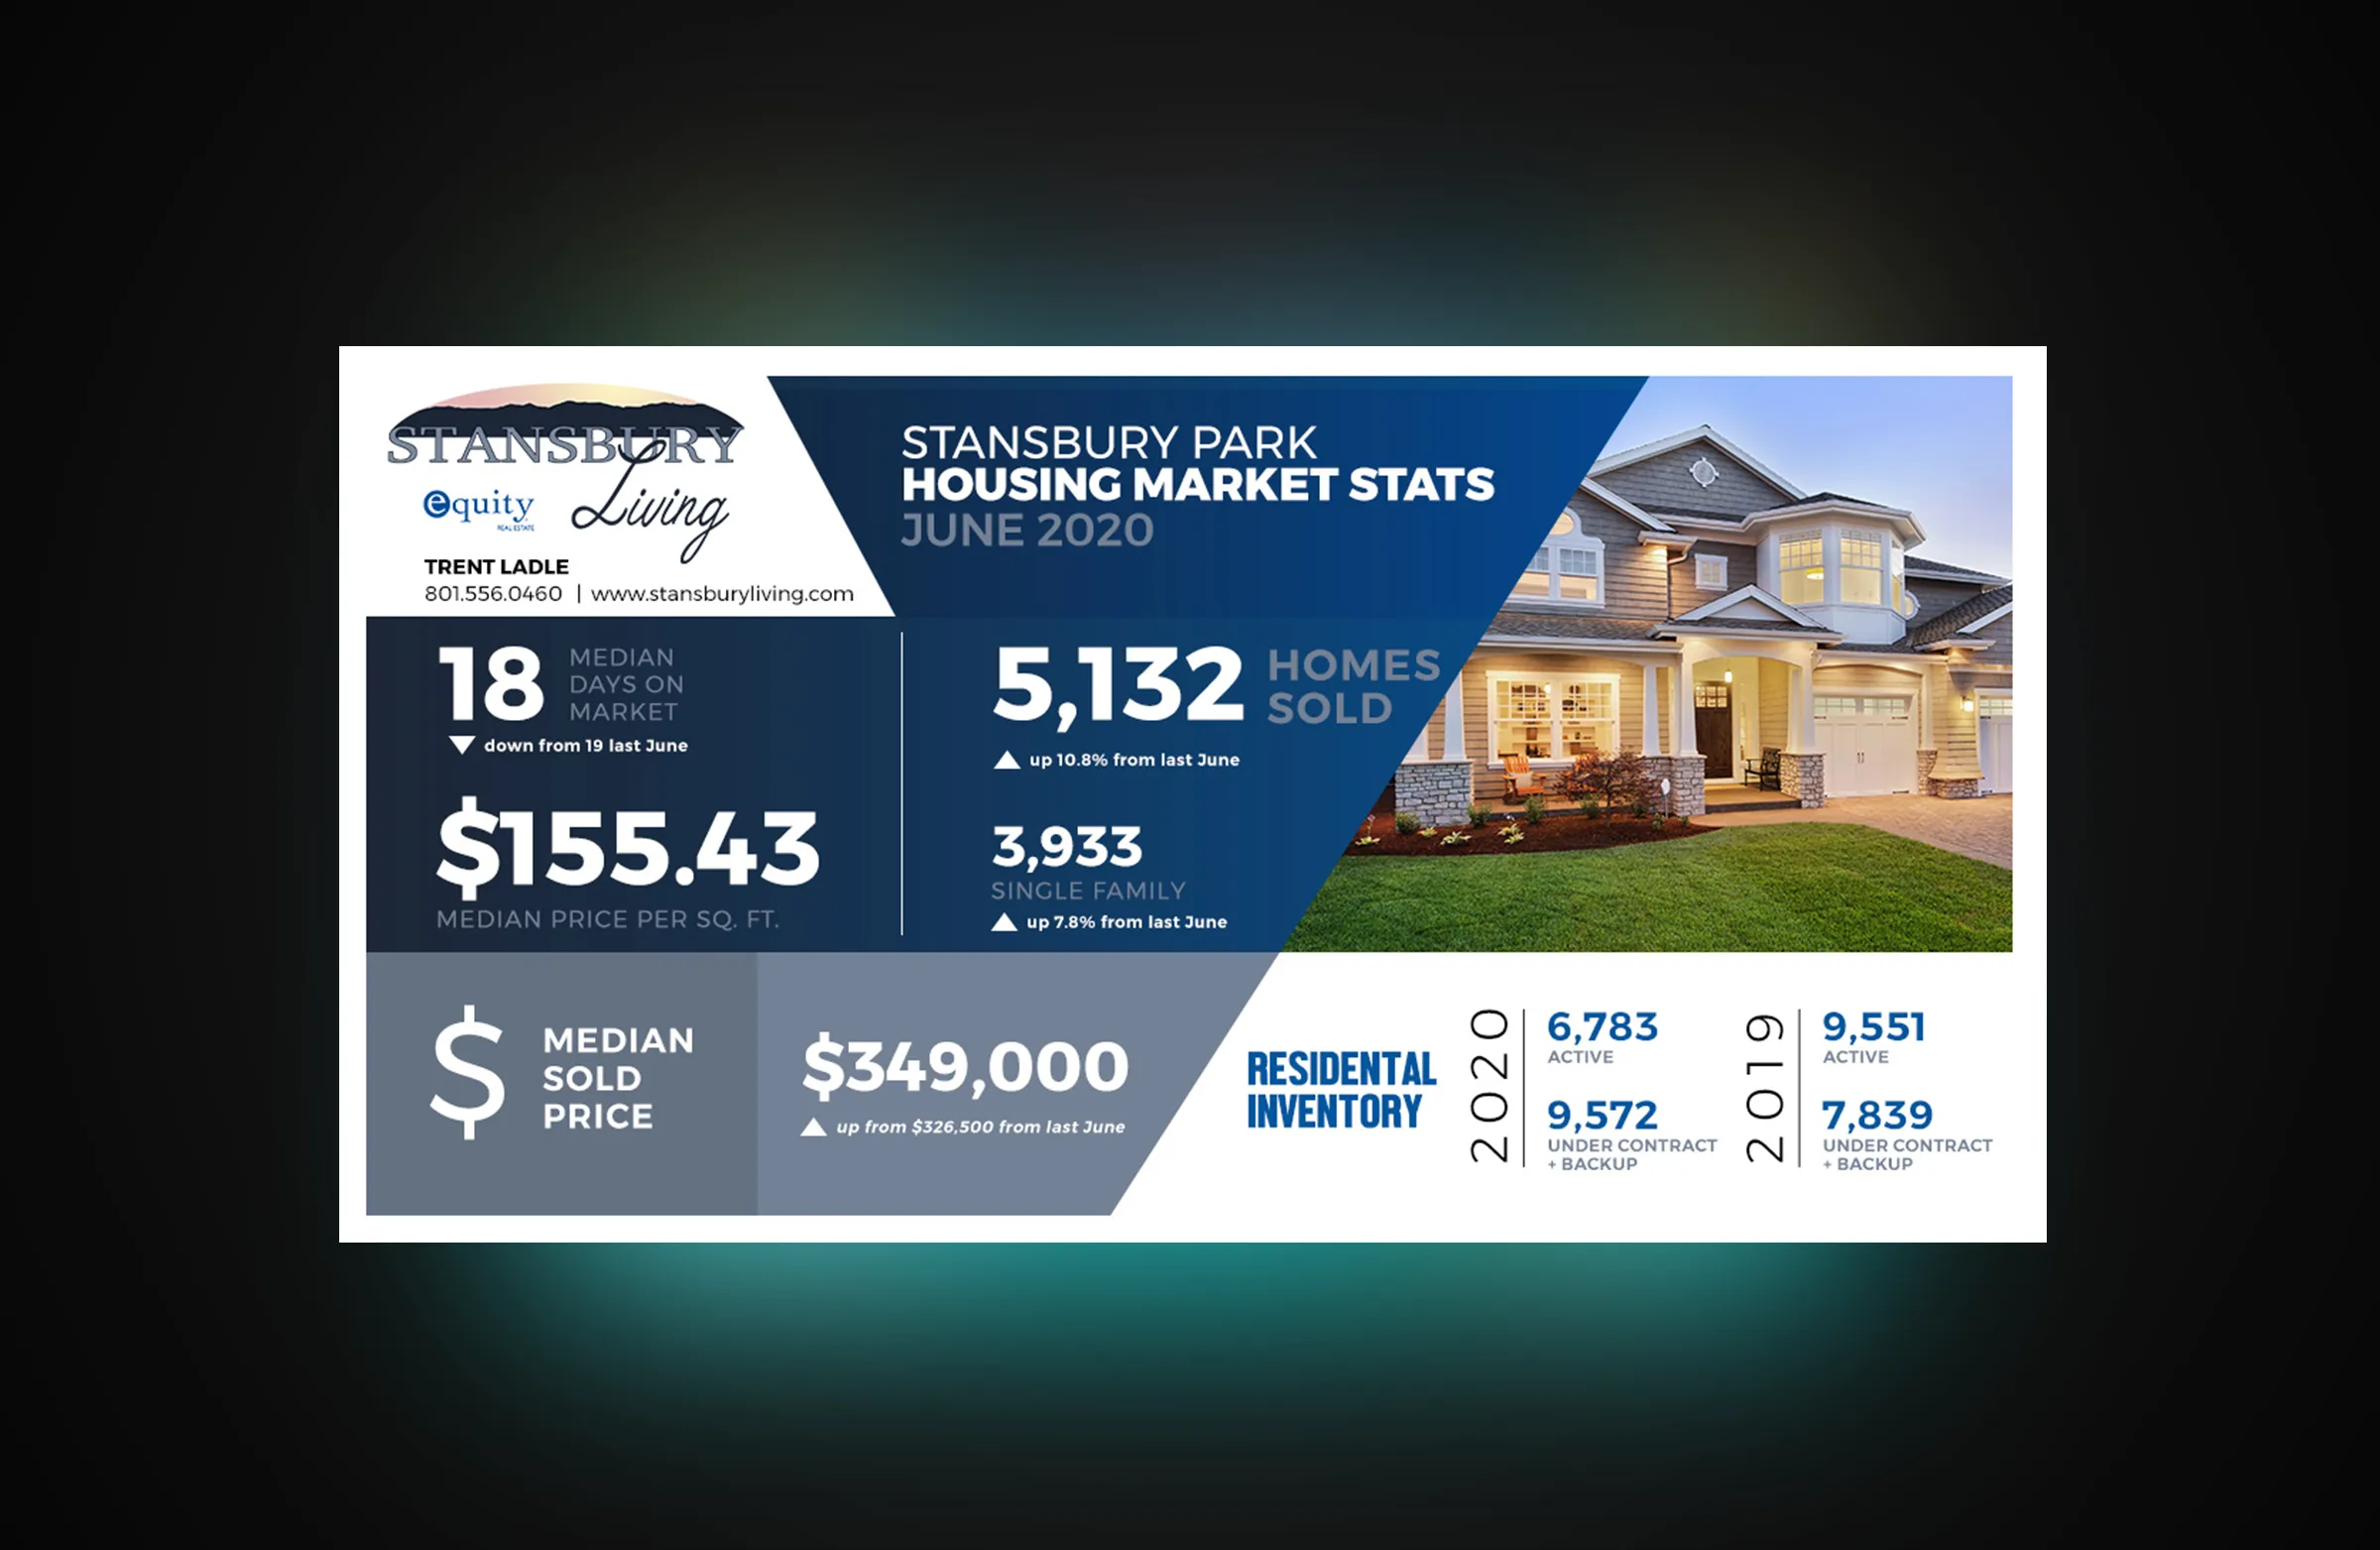 STANSBURY
Living
equity
REAL ESTATE
TRENT LADLE
801.556.0460 | www.stansburyliving.com
STANSBURY PARK
HOUSING MARKET STATS
JUNE 2020
18
MEDIAN
DAYS ON
MARKET
down from 19 last June
$155.43
MEDIAN PRICE PER SQ. FT.
5,132
HOMES
SOLD
up 10.8% from last June
3,933
SINGLE FAMILY
up 7.8% from last June
$
MEDIAN
SOLD
PRICE
$349,000
up from $326,500 from last June
RESIDENTAL
INVENTORY
2020
6,783
ACTIVE
9,572
UNDER CONTRACT
+ BACKUP
2019
9,551
ACTIVE
7,839
UNDER CONTRACT
+ BACKUP